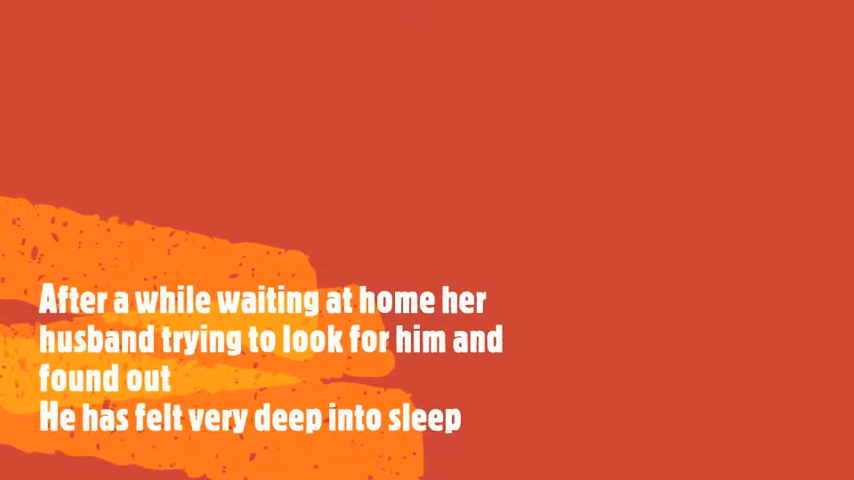 After a while waiting at home her
husband trying to look for him and
found out
He has felt very deep into sleep